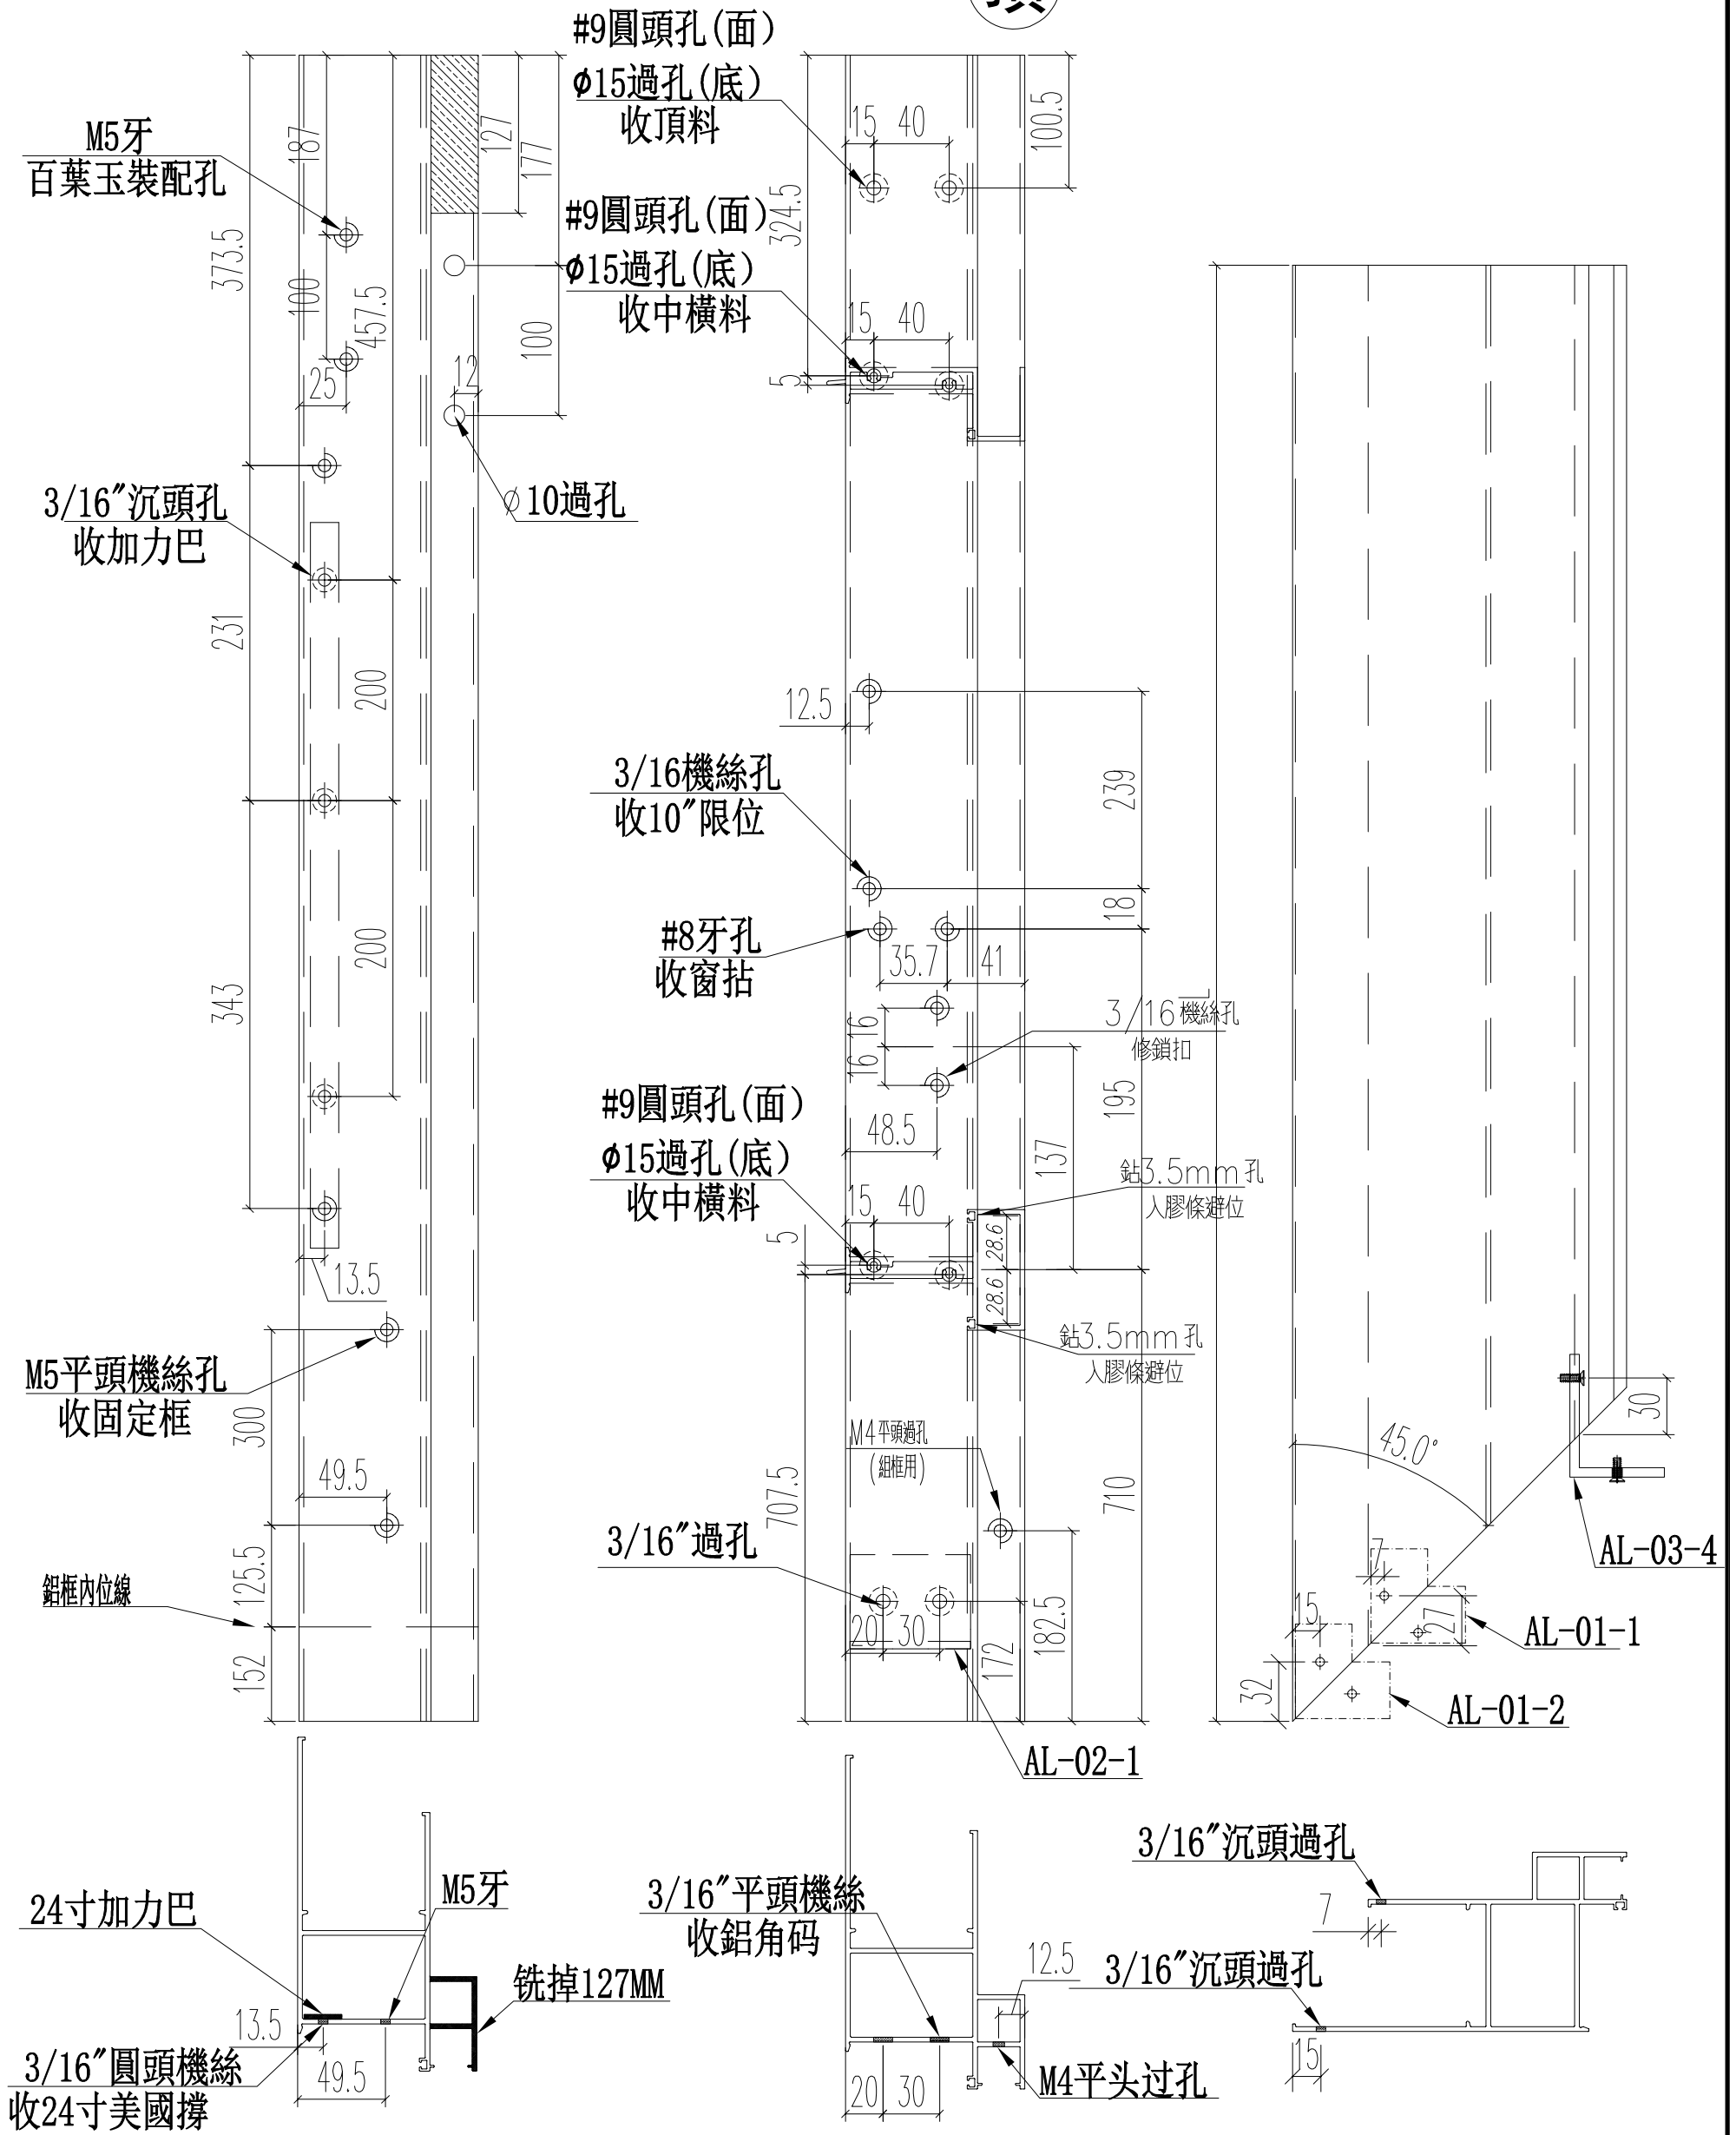 #9圓頭孔(面)
ϕ15過孔(底)
收頂料
M5牙
百葉玉裝配孔
187
127
177
15
40
100.5
373.5
100
457.5
324.5
#9圓頭孔(面)
ϕ15過孔(底)
收中橫料
15
40
5
25
12
100
3/16″沉頭孔
收加力巴
∅10過孔
231
200
12.5
3/16機絲孔
收10″限位
239
18
#8牙孔
收窗拈
35.7
41
200
343
16
16
3/16機絲孔
修鎖扣
195
137
48.5
#9圓頭孔(面)
ϕ15過孔(底)
收中橫料
15
40
5
鉆3.5mm孔
入膠條避位
28.6
28.6
鉆3.5mm孔
入膠條避位
13.5
M5平頭機絲孔
收固定框
300
49.5
125.5
鋁框內位線
152
M4平頭過孔
(組框用)
707.5
710
3/16″過孔
20
30
172
182.5
AL-02-1
45.0°
30
AL-03-4
7
27
15
AL-01-1
32
AL-01-2
24寸加力巴
M5牙
铣掉127MM
13.5
3/16″圓頭機絲
收24寸美國撐
49.5
3/16″平頭機絲
收鋁角码
12.5
20
30
M4平头过孔
3/16″沉頭過孔
7
3/16″沉頭過孔
15